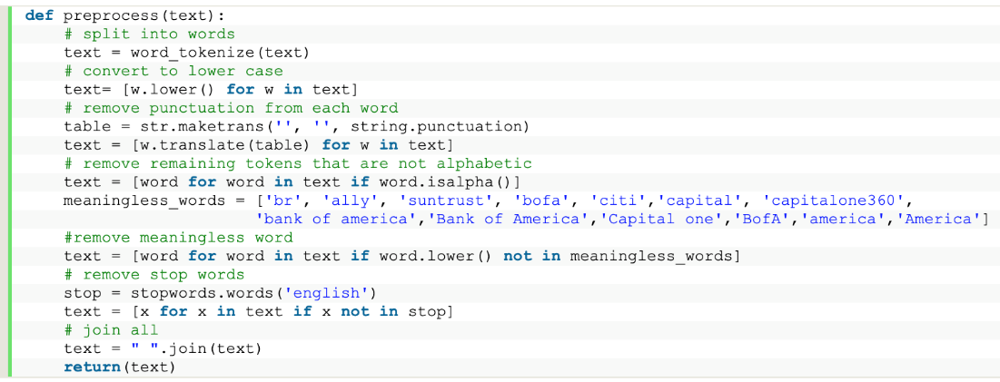 def preprocess(text):
    # split into words
    text = word_tokenize(text)
    # convert to lower case
    text= [w.lower() for w in text]
    # remove punctuation from each word
    table = str.maketrans('', '', string.punctuation)
    text = [w.translate(table) for w in text]
    # remove remaining tokens that are not alphabetic
    text = [word for word in text if word.isalpha()]
    meaningless_words = ['br', 'ally', 'suntrust', 'bofa', 'citi','capital', 'capitalone360',
                         'bank of america','Bank of America','Capital one','BofA','america','America']
    #remove meaningless word
    text = [word for word in text if word.lower() not in meaningless_words]
    # remove stop words
    stop = stopwords.words('english')
    text = [x for x in text if x not in stop]
    # join all
    text = " ".join(text)
    return(text)